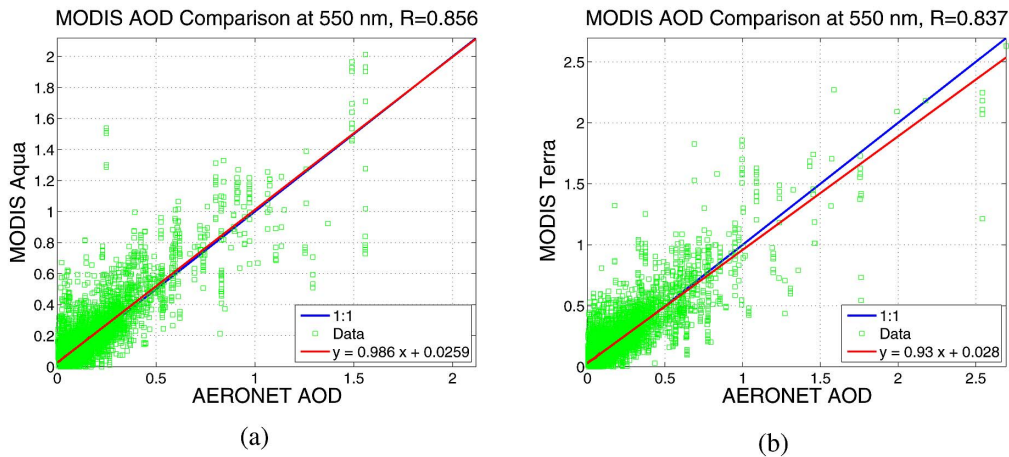 MODIS AOD Comparison at 550 nm, R=0.856
MODIS Aqua
2
1.8
1.6
1.4
1.2
1
0.8
0.6
0.4
0.2
0
0 0.5 1 1.5 2
AERONET AOD
1:1
Data
y = 0.986 x + 0.0259
(a)
MODIS AOD Comparison at 550 nm, R=0.837
MODIS Terra
2.5
2
1.5
1
0.5
0
0 0.5 1 1.5 2 2.5
AERONET AOD
1:1
Data
y = 0.93 x + 0.028
(b)